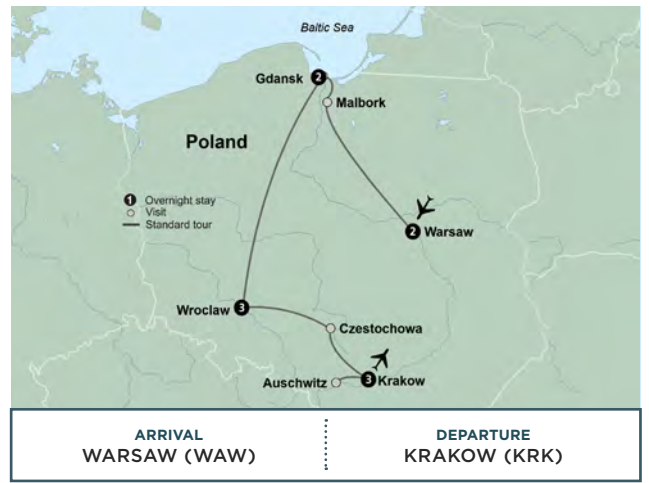 Baltic Sea
Gdansk 2
Malbork
Poland
1 Overnight stay
Visit
Standard tour
2 Warsaw
Wroclaw 3
Czestochowa
Auschwitz
3 Krakow
ARRIVAL
WARSAW (WAW)
DEPARTURE
KRAKOW (KRK)